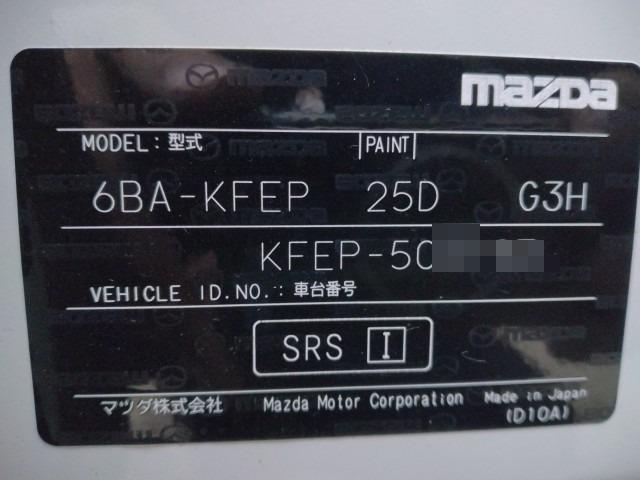 mazda
MODEL: 型式 PAINT
6BA-KFEP 25D G3H
KFEP-50
VEHICLE ID.NO.: 車台番号
SRS I
マツダ株式会社 Mazda Motor Corporation Made in Japan
(D10A)